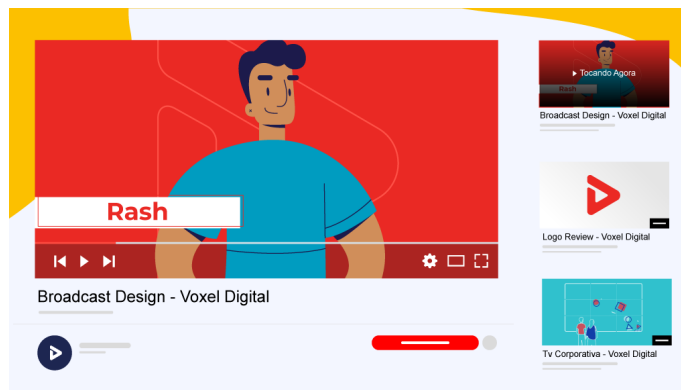 Rash
Broadcast Design - Voxel Digital
Tocando Agora
Rash
Broadcast Design - Voxel Digital
Logo Review - Voxel Digital
Tv Corporativa - Voxel Digital